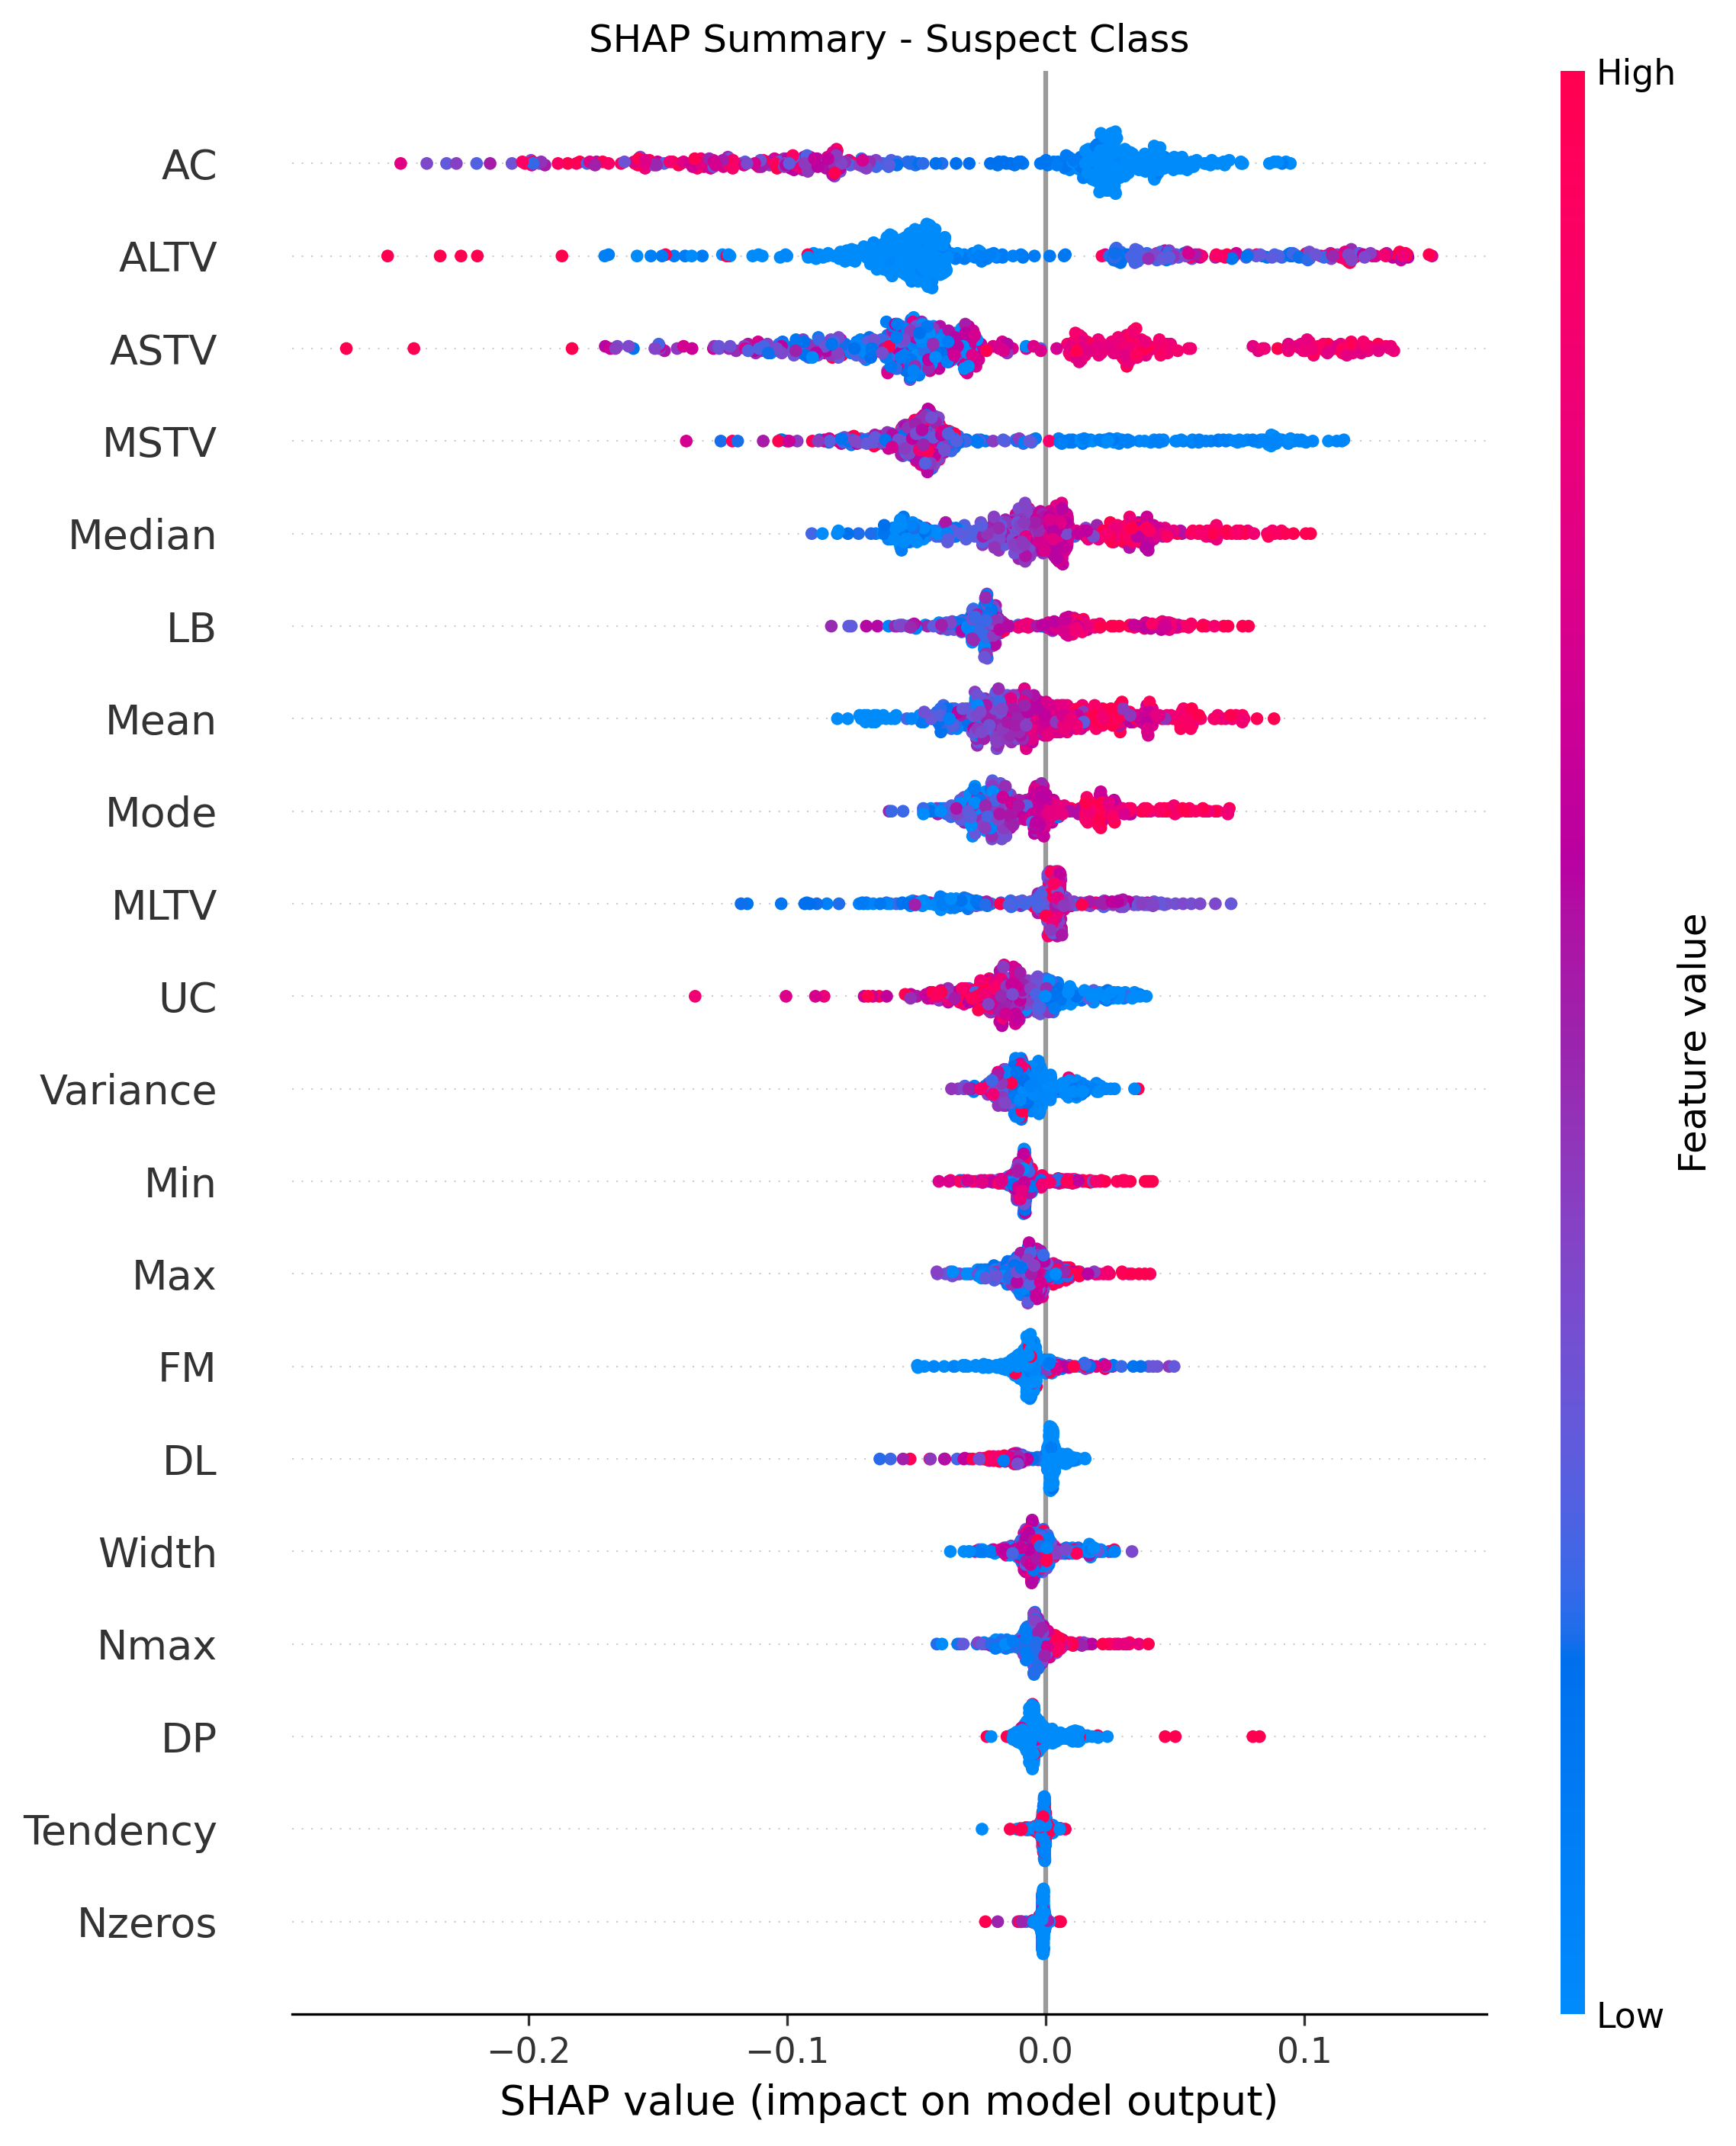 SHAP Summary - Suspect Class
High
AC
ALTV
ASTV
MSTV
Median
LB
Mean
Mode
MLTV
UC
Variance
Min
Max
FM
DL
Width
Nmax
DP
Tendency
Nzeros
Feature value
Low
−0.2 −0.1 0.0 0.1
SHAP value (impact on model output)